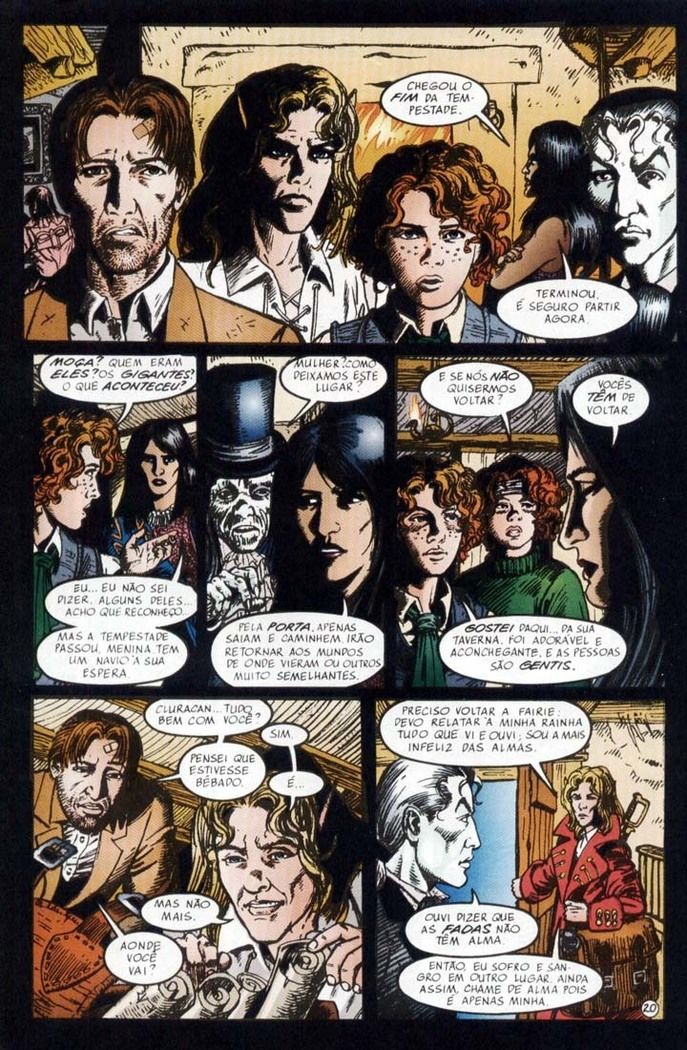 CHEGOU O
FIM DA TEM-
PESTADE.
TERMINOU,
É SEGURO PARTIR
AGORA.
MOÇA? QUEM ERAM
ELES? OS GIGANTES?
O QUE ACONTECEU?
EU... EU NÃO SEI
DIZER. ALGUNS DELES...
ACHO QUE RECONHEÇO.
MAS A TEMPESTADE
PASSOU, MENINA TEM
UM NAVIO À SUA
ESPERA.
MULHER? COMO
DEIXAMOS ESTE
LUGAR?
PELA PORTA, APENAS
SAIAM E CAMINHEM. IRÃO
RETORNAR AOS MUNDOS
DE ONDE VIERAM OU OUTROS
MUITO SEMELHANTES.
E SE NÓS NÃO
QUISERMOS
VOLTAR?
VOCÊS
TÊM DE
VOLTAR.
GOSTEI DAQUI... DA SUA
TAVERNA. FOI ADORÁVEL E
ACONCHEGANTE, E AS PESSOAS
SÃO GENTIS.
CLURACAN... TUDO
BEM COM VOCÊ?
SIM.
PENSEI QUE
ESTIVESSE
BÊBADO.
É...
MAS NÃO
MAIS.
AONDE
VOCÊ
VAI?
PRECISO VOLTAR A FAIRIE:
DEVO RELATAR À MINHA RAINHA
TUDO QUE VI E OUVI; SOU A MAIS
INFELIZ DAS ALMAS.
OUVI DIZER QUE
AS FADAS NÃO
TÊM ALMA.
ENTÃO, EU SOFRO E SAN-
GRO EM OUTRO LUGAR. AINDA
ASSIM, CHAME DE ALMA POIS
É APENAS MINHA.
20